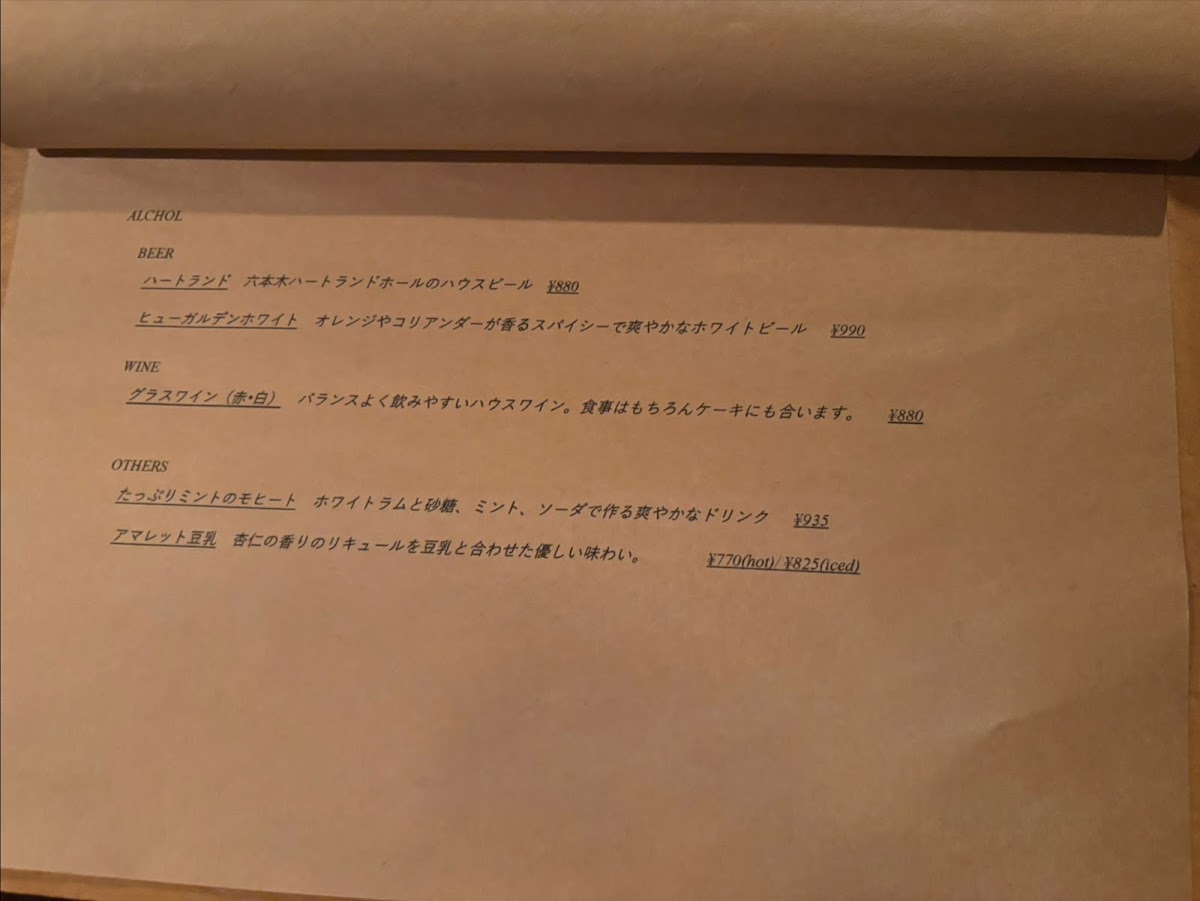 ALCHOL
BEER
ハートランド 六本木ハートランドホールのハウスビール ¥880
ヒューガルデンホワイト オレンジやコリアンダーが香るスパイシーで爽やかなホワイトビール ¥990
WINE
グラスワイン（赤•白） バランスよく飲みやすいハウスワイン。食事はもちろんケーキにも合います。 ¥880
OTHERS
たっぷりミントのモヒート ホワイトラムと砂糖、ミント、ソーダで作る爽やかなドリンク ¥935
アマレット豆乳 杏仁の香りのリキュールを豆乳と合わせた優しい味わい。 ¥770(hot)/ ¥825(iced)